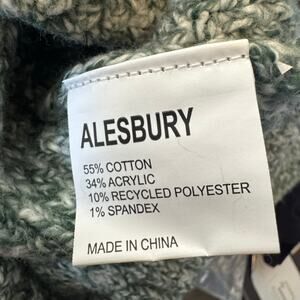 ALESBURY
55% COTTON
34% ACRYLIC
10% RECYCLED POLYESTER
1% SPANDEX
MADE IN CHINA